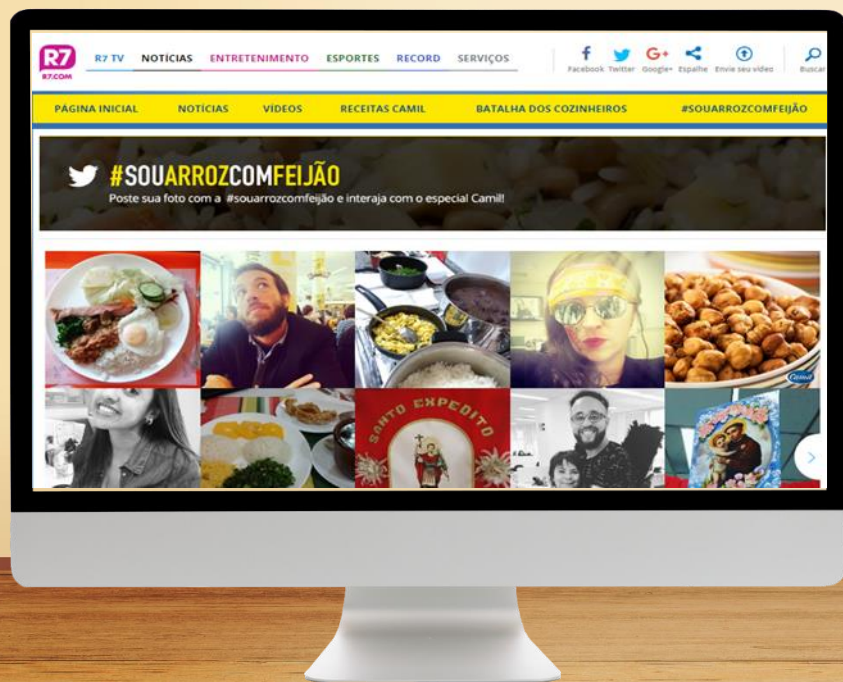 R7
R7.COM
R7 TV NOTÍCIAS ENTRETENIMENTO ESPORTES RECORD SERVIÇOS
Facebook Twitter Google+ Espalhe Envie seu vídeo Buscar
PÁGINA INICIAL NOTÍCIAS VÍDEOS RECEITAS CAMIL BATALHA DOS COZINHEIROS #SOUARROZCOMFEIJÃO
#SOUARROZCOMFEIJÃO
Poste sua foto com a #souarrozcomfeijão e interaja com o especial Camil!
Camil
SANTO EXPEDITO